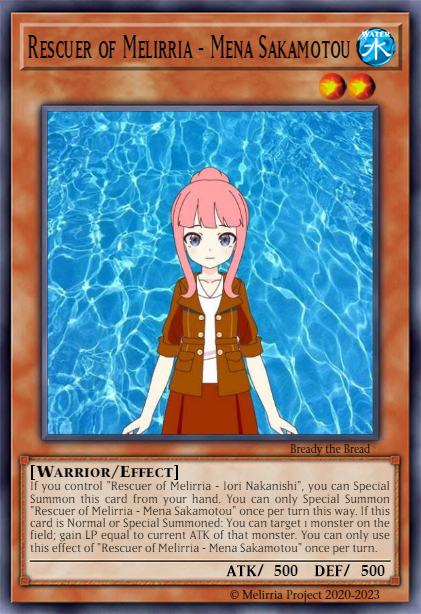 Rescuer of Melirria - Mena Sakamotou
WATER
水
Bready the Bread
[Warrior/Effect]
If you control "Rescuer of Melirria - Iori Nakanishi", you can Special
Summon this card from your hand. You can only Special Summon
"Rescuer of Melirria - Mena Sakamotou" once per turn this way. If this
card is Normal or Special Summoned: You can target 1 monster on the
field; gain LP equal to current ATK of that monster. You can only use
this effect of "Rescuer of Melirria - Mena Sakamotou" once per turn.
ATK/ 500 DEF/ 500
© Melirria Project 2020-2023